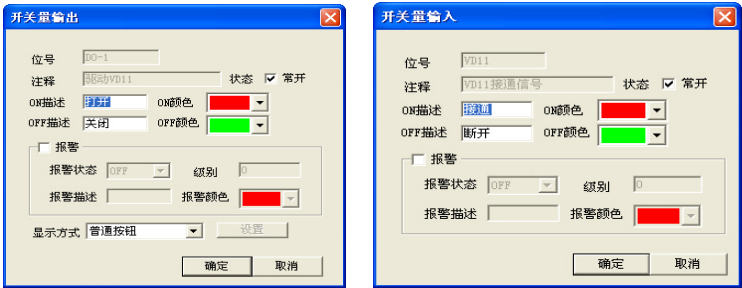 开关量输出
位号 DO-1
注释 驱动VD11 状态 常开
ON描述 打开 ON颜色
OFF描述 关闭 OFF颜色
报警
报警状态 OFF 级别 0
报警描述 报警颜色
显示方式 普通按钮 设置
确定 取消
开关量输入
位号 VD11
注释 VD11接通信号 状态 常开
ON描述 接通 ON颜色
OFF描述 断开 OFF颜色
报警
报警状态 OFF 级别 0
报警描述 报警颜色
确定 取消